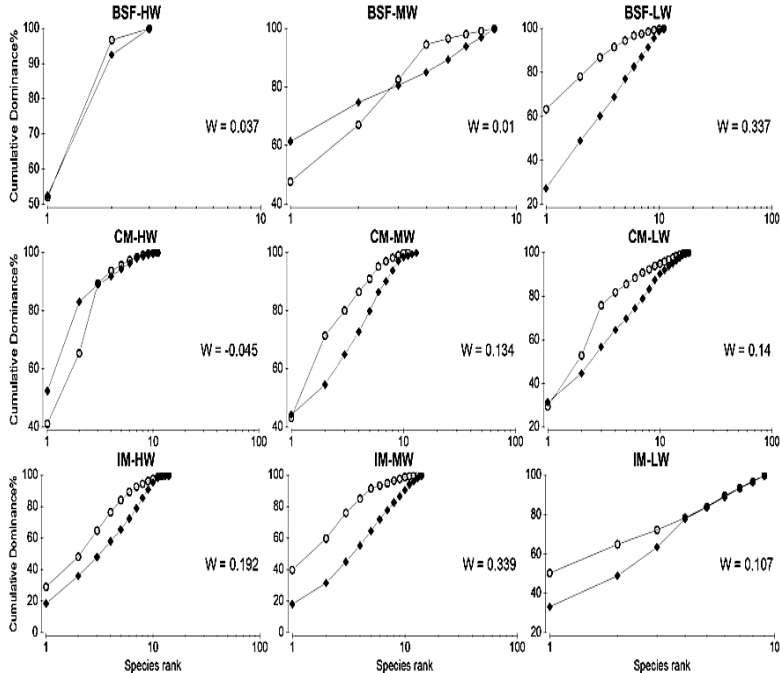 BSF-HW BSF-MW BSF-LW
Cumulative Dominance%
100 100 100
90
80 80 80
70
60 60 60
50 40 40
20
W = 0.037 W = 0.01 W = 0.337
1 10 1 10 1 10 100
CM-HW CM-MW CM-LW
Cumulative Dominance%
100 100 100
80 80 80
60 60 60
40 40 40
20
W = -0.045 W = 0.134 W = 0.14
1 10 100 1 10 100 1 10 100
IM-HW IM-MW IM-LW
Cumulative Dominance%
100 100 100
80 80 80
60 60 60
40 40 40
20 20 20
0 0
W = 0.192 W = 0.339 W = 0.107
1 10 100 1 10 100 1 10
Species rank Species rank Species rank